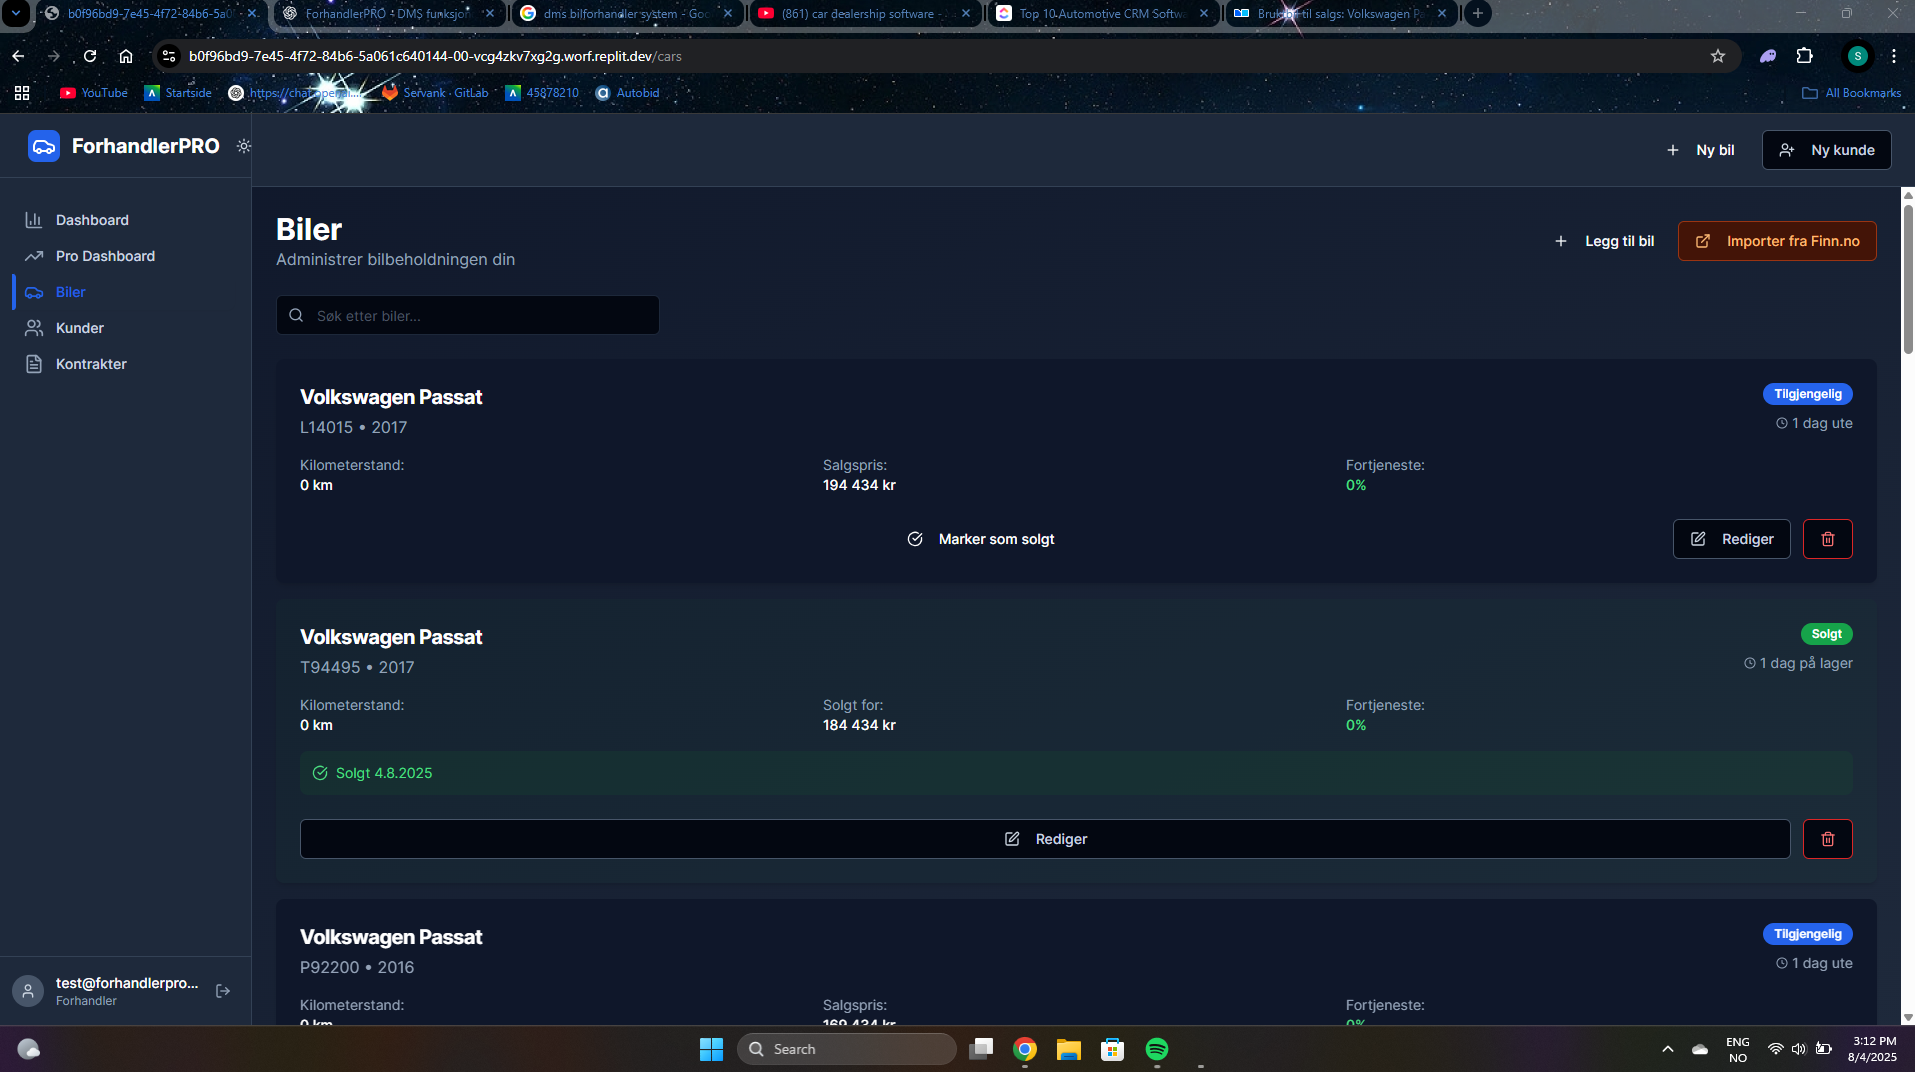 b0f96bd9-7e45-4f72-84b6-5a0
ForhandlerPRO - DMS funksjon
dms bilforhandler system - Goo
(861) car dealership software -
Top 10 Automotive CRM Softw
til salgs: Volkswagen Pa
b0f96bd9-7e45-4f72-84b6-5a061c640144-00-vcg4zkv7xg2g.worf.replit.dev/cars
S
YouTube
Startside
https://chat.openai....
Servank · GitLab
45878210
Autobid
All Bookmarks
ForhandlerPRO
Ny bil
Ny kunde
Dashboard
Pro Dashboard
Biler
Kunder
Kontrakter
Biler
Administrer bilbeholdningen din
Legg til bil
Importer fra Finn.no
Søk etter biler...
Volkswagen Passat
Tilgjengelig
L14015 • 2017
1 dag ute
Kilometerstand:
0 km
Salgspris:
194 434 kr
Fortjeneste:
0%
Marker som solgt
Rediger
Volkswagen Passat
Solgt
T94495 • 2017
1 dag på lager
Kilometerstand:
0 km
Solgt for:
184 434 kr
Fortjeneste:
0%
Solgt 4.8.2025
Rediger
Volkswagen Passat
Tilgjengelig
P92200 • 2016
1 dag ute
Kilometerstand:
0 km
Salgspris:
169 434 kr
Fortjeneste:
0%
test@forhandlerpro...
Forhandler
Search
ENG
NO
3:12 PM
8/4/2025